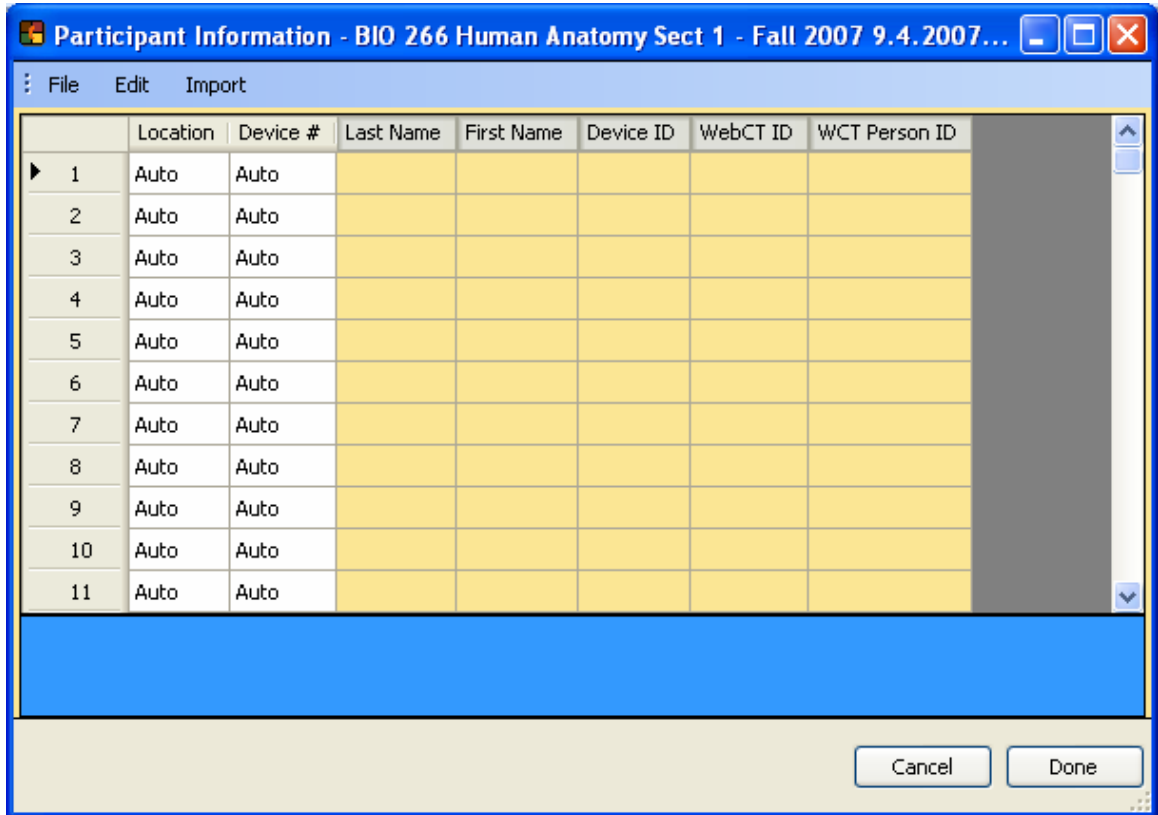 Participant Information - BIO 266 Human Anatomy Sect 1 - Fall 2007 9.4.2007...
File Edit Import
Location Device # Last Name First Name Device ID WebCT ID WCT Person ID
1 Auto Auto
2 Auto Auto
3 Auto Auto
4 Auto Auto
5 Auto Auto
6 Auto Auto
7 Auto Auto
8 Auto Auto
9 Auto Auto
10 Auto Auto
11 Auto Auto
Cancel Done